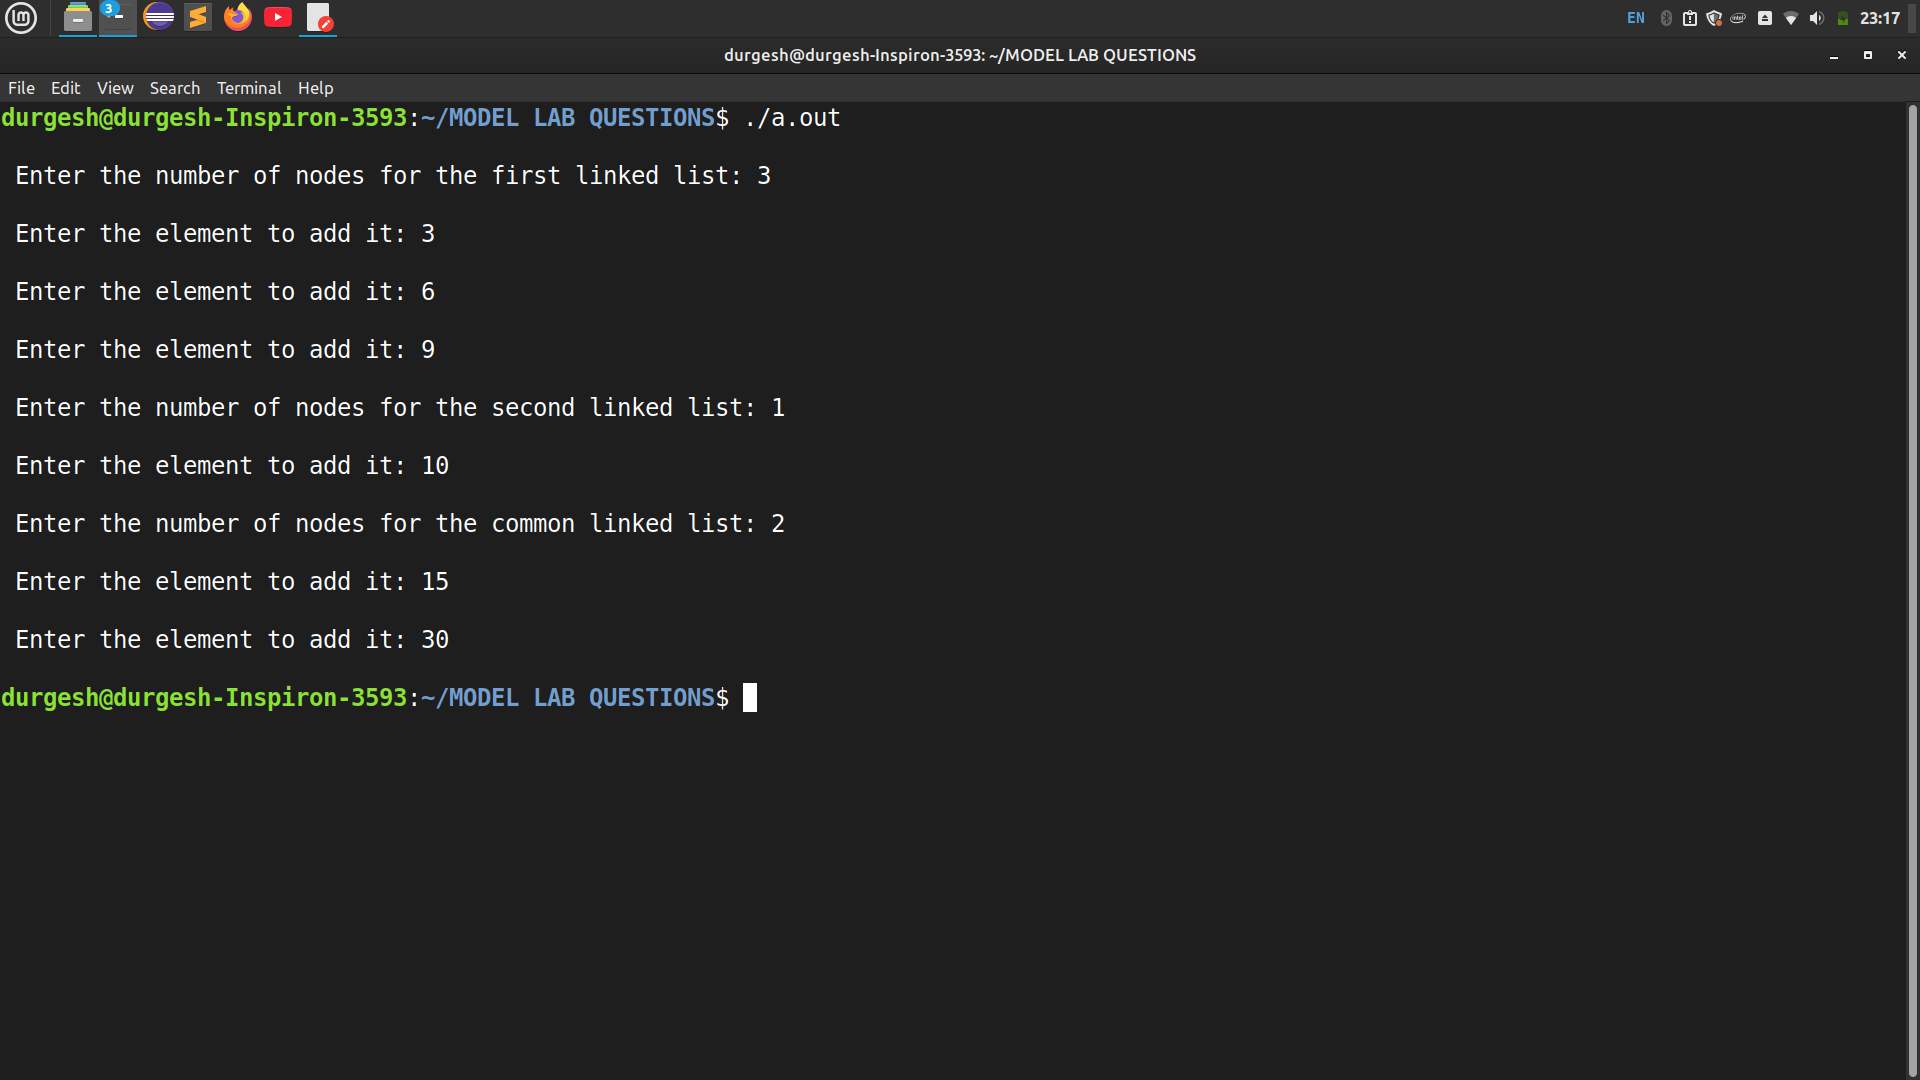 3
EN
23:17
durgesh@durgesh-Inspiron-3593: ~/MODEL LAB QUESTIONS
File Edit View Search Terminal Help
durgesh@durgesh-Inspiron-3593:~/MODEL LAB QUESTIONS$ ./a.out
Enter the number of nodes for the first linked list: 3
Enter the element to add it: 3
Enter the element to add it: 6
Enter the element to add it: 9
Enter the number of nodes for the second linked list: 1
Enter the element to add it: 10
Enter the number of nodes for the common linked list: 2
Enter the element to add it: 15
Enter the element to add it: 30
durgesh@durgesh-Inspiron-3593:~/MODEL LAB QUESTIONS$